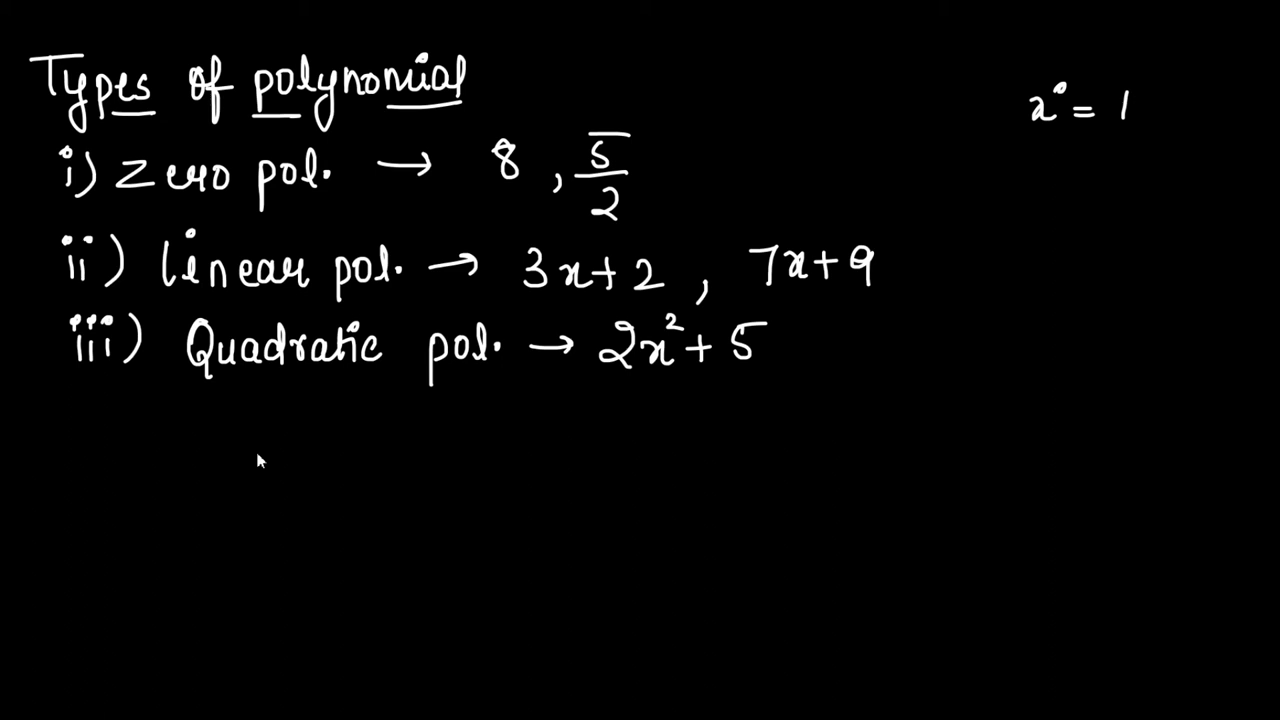 Types of polynomial
x⁰ = 1
i) Zero pol. → 8 , 5/2
ii) linear pol. → 3x+2 , 7x+9
iii) Quadratic pol. → 2x² + 5